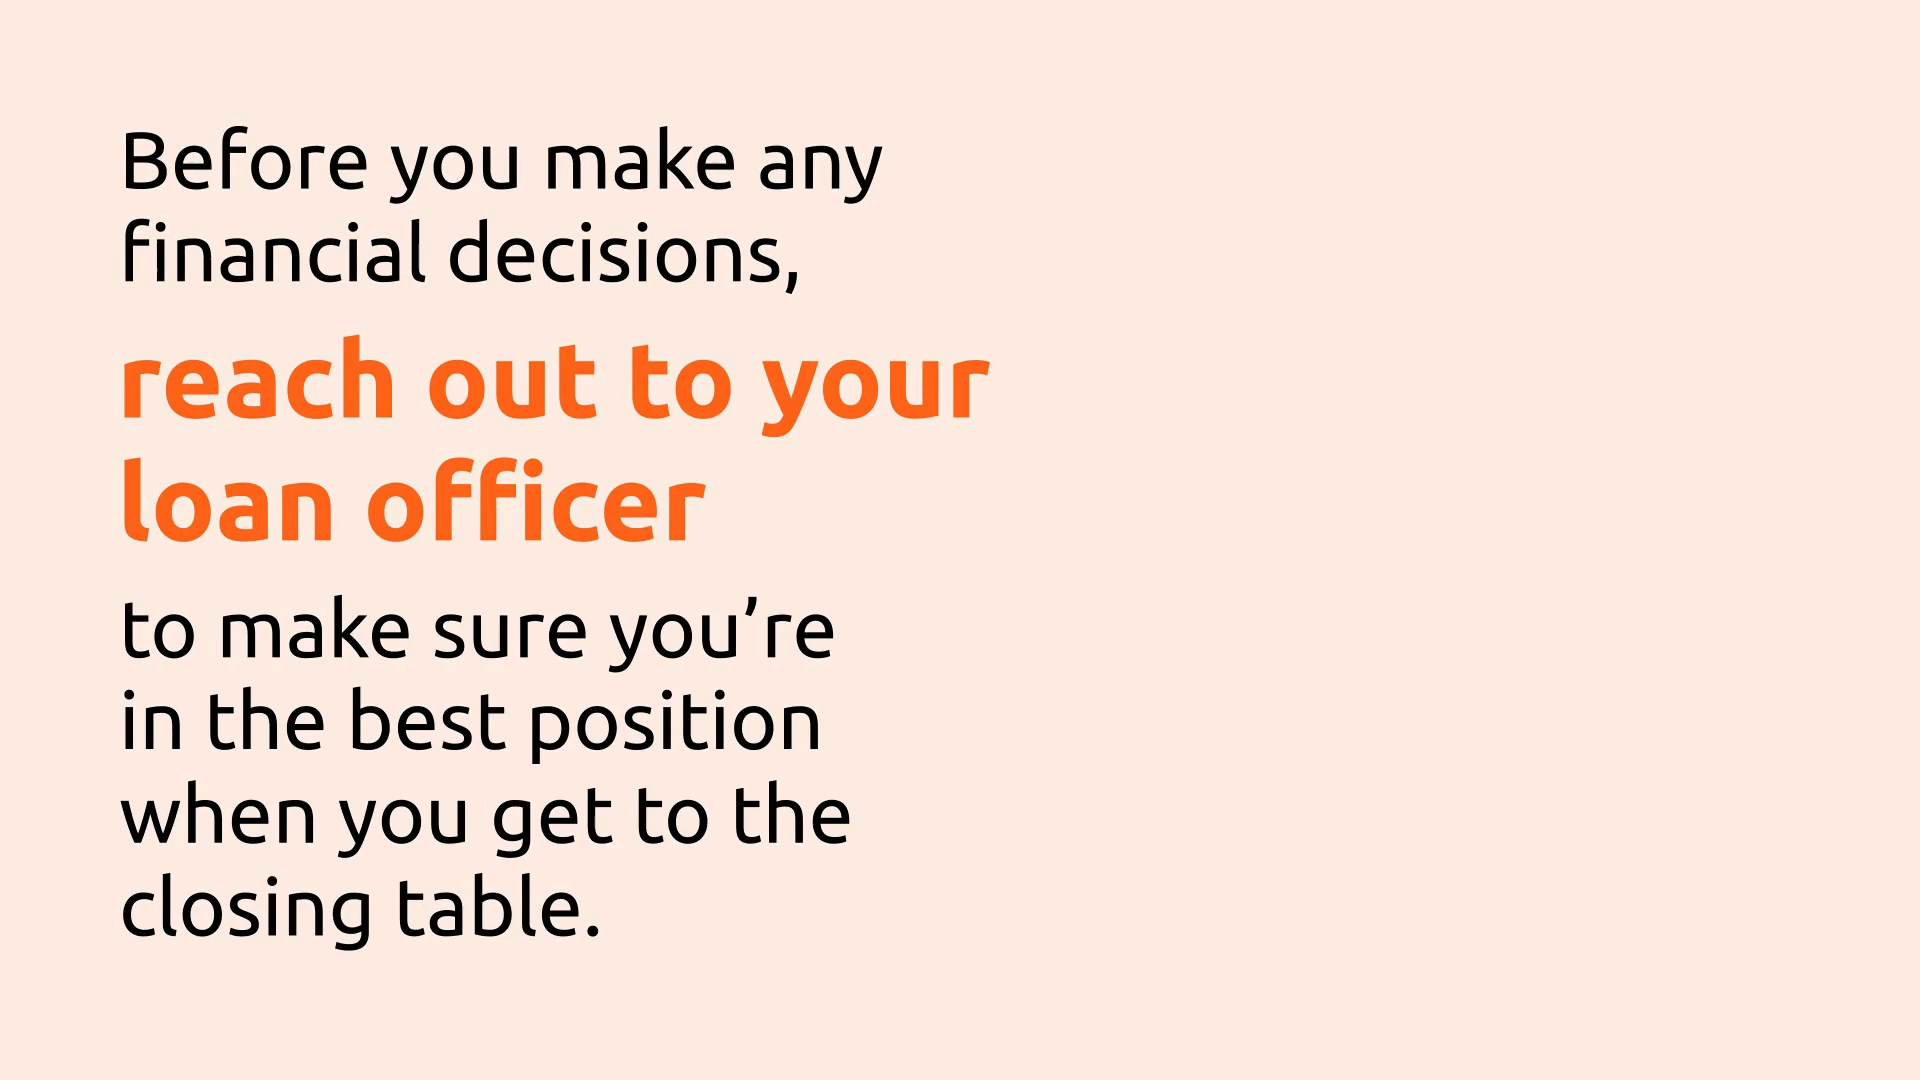 Before you make any
financial decisions,
reach out to your
loan officer
to make sure you’re
in the best position
when you get to the
closing table.